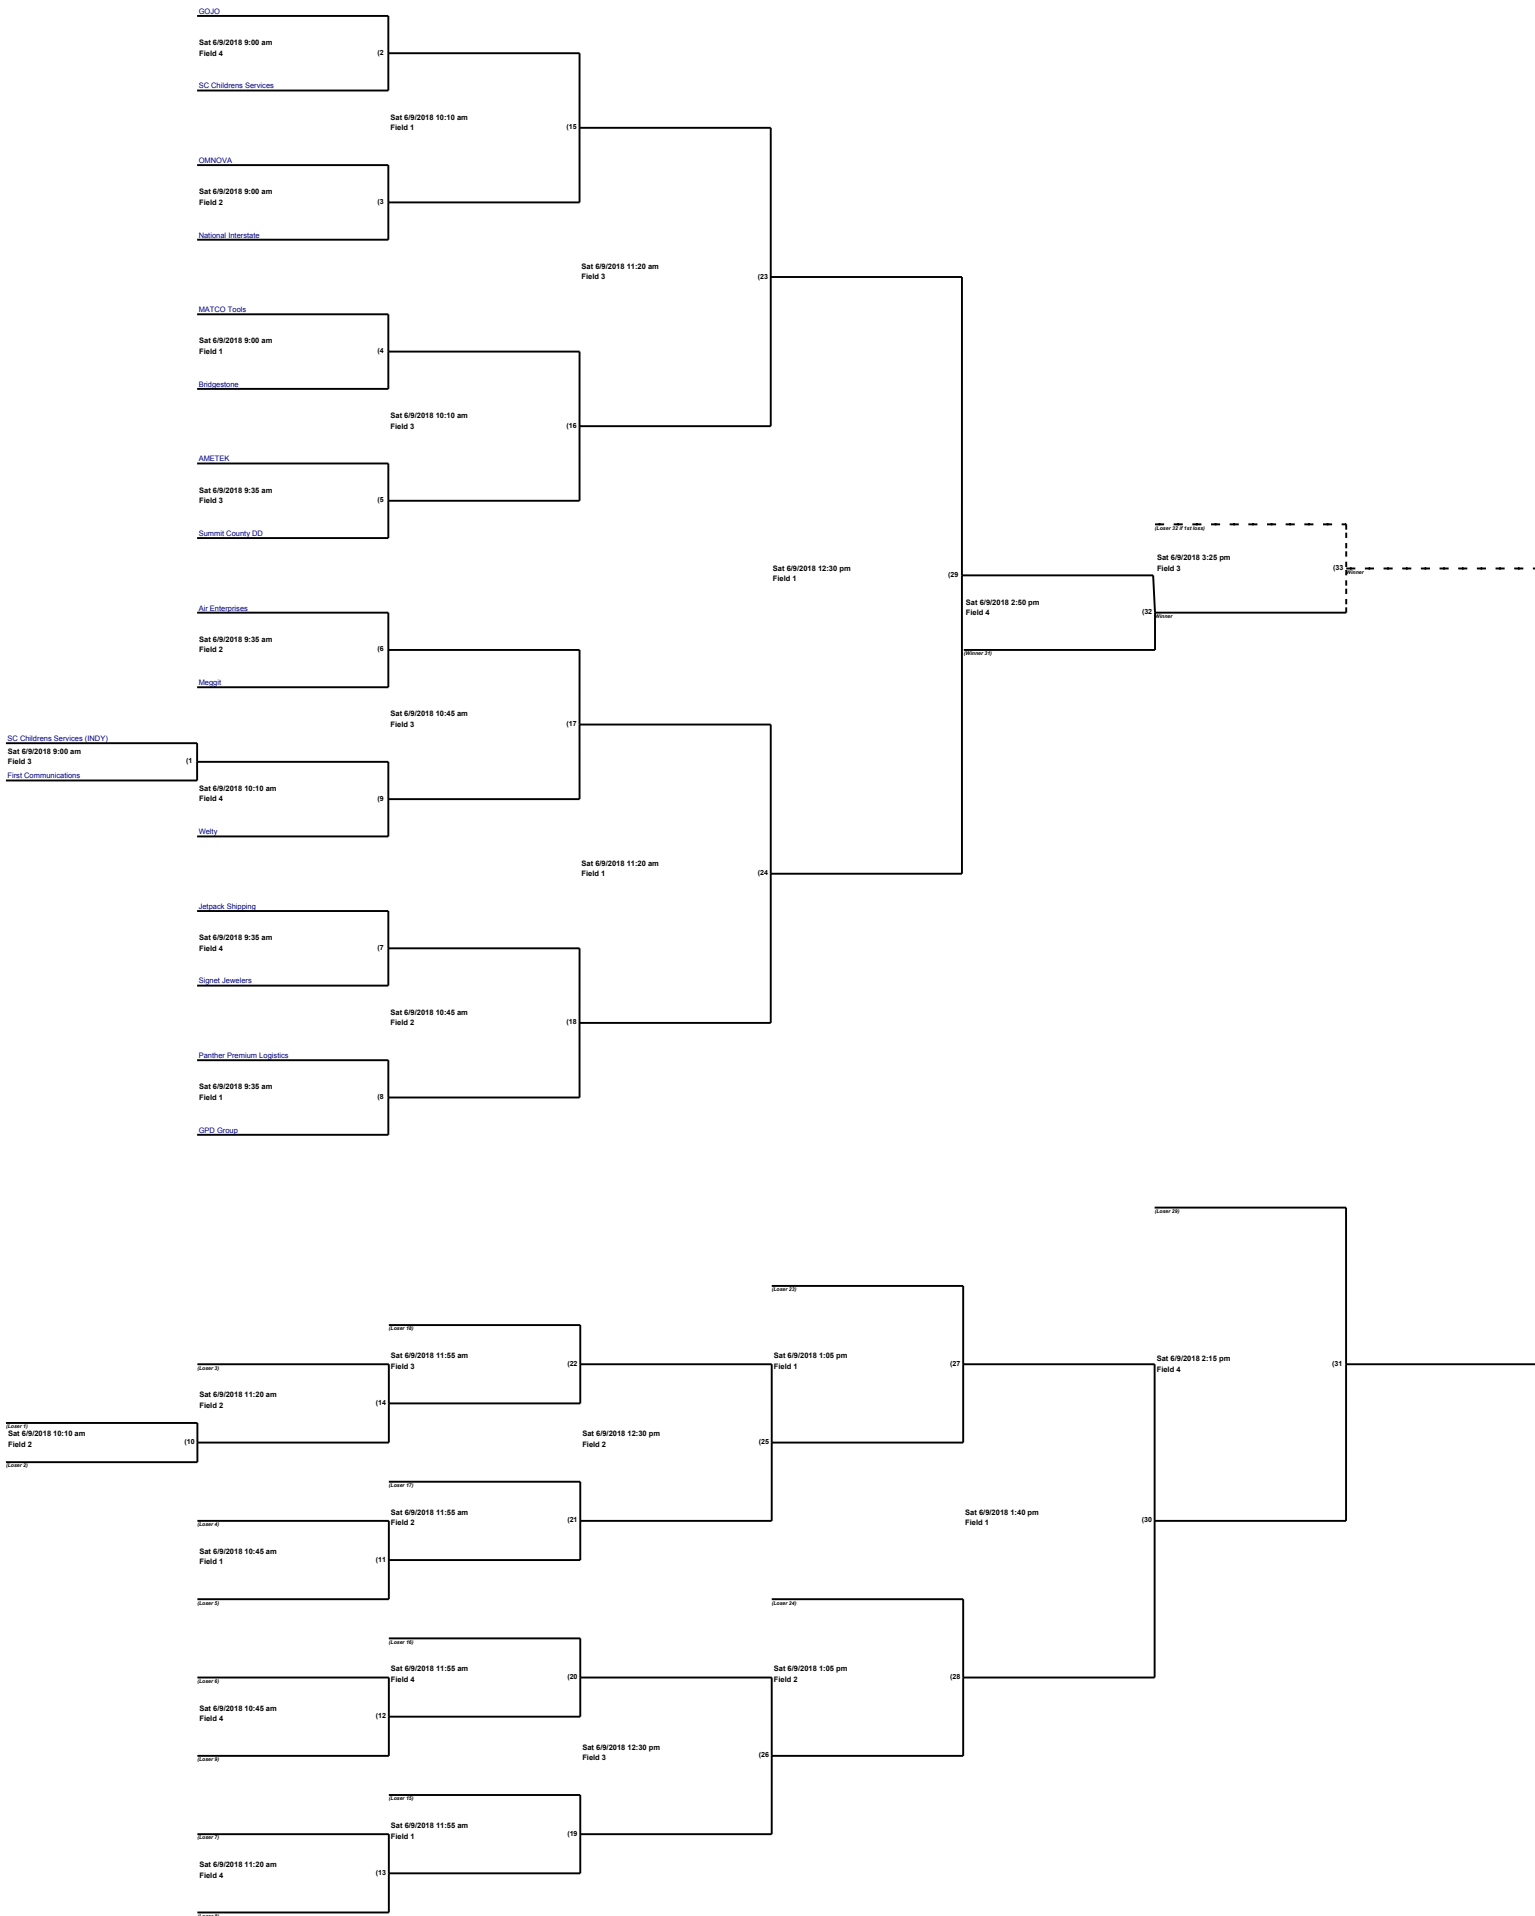 GOJO
Sat 6/9/2018 9:00 am
Field 4
(2
SC Childrens Services
Sat 6/9/2018 10:10 am
Field 1
(15
OMNOVA
Sat 6/9/2018 9:00 am
Field 2
(3
National Interstate
Sat 6/9/2018 11:20 am
Field 3
(23
MATCO Tools
Sat 6/9/2018 9:00 am
Field 1
(4
Bridgestone
Sat 6/9/2018 10:10 am
Field 3
(16
AMETEK
Sat 6/9/2018 9:35 am
Field 3
(5
Summit County DD
(Loser 32 if 1st loss)
Sat 6/9/2018 3:25 pm
Field 3
(33
Winner
Sat 6/9/2018 12:30 pm
Field 1
(29
Sat 6/9/2018 2:50 pm
Field 4
(32
Winner
(Winner 31)
Air Enterprises
Sat 6/9/2018 9:35 am
Field 2
(6
Meggit
Sat 6/9/2018 10:45 am
Field 3
(17
SC Childrens Services (INDY)
Sat 6/9/2018 9:00 am
Field 3
(1
First Communications
Sat 6/9/2018 10:10 am
Field 4
(9
Welty
Sat 6/9/2018 11:20 am
Field 1
(24
Jetpack Shipping
Sat 6/9/2018 9:35 am
Field 4
(7
Signet Jewelers
Sat 6/9/2018 10:45 am
Field 2
(18
Panther Premium Logistics
Sat 6/9/2018 9:35 am
Field 1
(8
GPD Group
(Loser 29)
(Loser 23)
(Loser 18)
Sat 6/9/2018 11:55 am
Field 3
(22
Sat 6/9/2018 1:05 pm
Field 1
(27
Sat 6/9/2018 2:15 pm
Field 4
(31
(Loser 3)
Sat 6/9/2018 11:20 am
Field 2
(14
(Loser 1)
Sat 6/9/2018 10:10 am
Field 2
(10
(Loser 2)
Sat 6/9/2018 12:30 pm
Field 2
(25
(Loser 17)
Sat 6/9/2018 11:55 am
Field 2
(21
Sat 6/9/2018 1:40 pm
Field 1
(30
(Loser 4)
Sat 6/9/2018 10:45 am
Field 1
(11
(Loser 5)
(Loser 24)
(Loser 16)
Sat 6/9/2018 11:55 am
Field 4
(20
Sat 6/9/2018 1:05 pm
Field 2
(28
(Loser 6)
Sat 6/9/2018 10:45 am
Field 4
(12
(Loser 9)
Sat 6/9/2018 12:30 pm
Field 3
(26
(Loser 15)
Sat 6/9/2018 11:55 am
Field 1
(19
(Loser 7)
Sat 6/9/2018 11:20 am
Field 4
(13